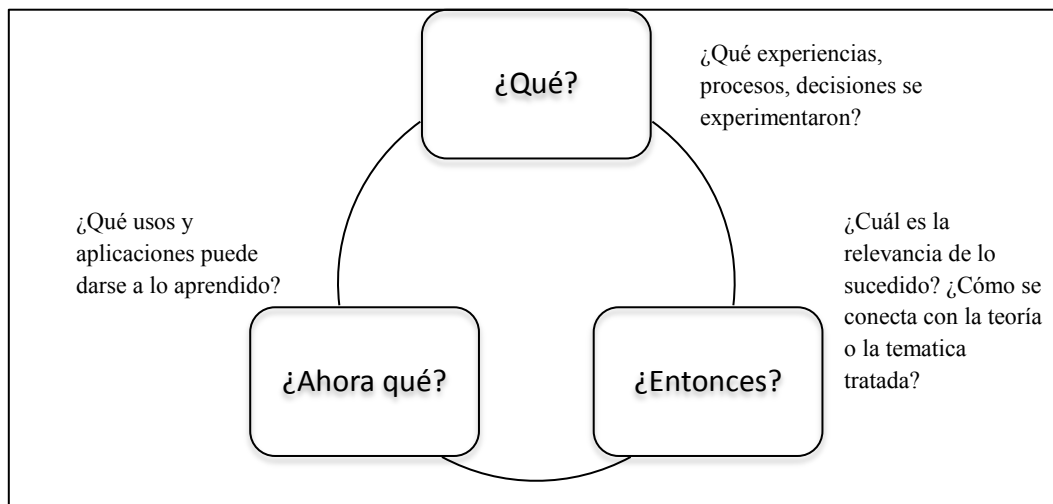 ¿Qué?
¿Qué experiencias,
procesos, decisiones se
experimentaron?
¿Qué usos y
aplicaciones puede
darse a lo aprendido?
¿Cuál es la
relevancia de lo
sucedido? ¿Cómo se
conecta con la teoría
o la tematica
tratada?
¿Ahora qué?
¿Entonces?